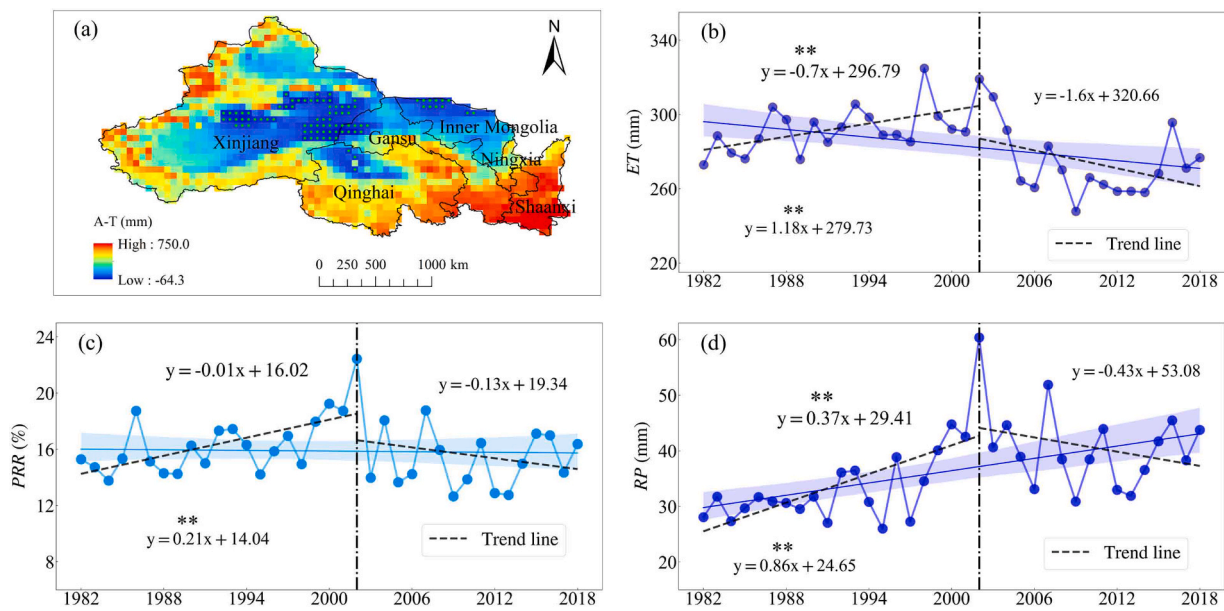 (a)
N
Xinjiang
Gansu
Inner Mongolia
Ningxia
Qinghai
Shaanxi
A-T (mm)
High : 750.0
Low : -64.3
0 250 500 1000 km
(b)
ET (mm)
340
300
260
220
**
y = -0.7x + 296.79
y = -1.6x + 320.66
**
y = 1.18x + 279.73
Trend line
1982 1988 1994 2000 2006 2012 2018
(c)
PRR (%)
24
20
16
12
8
y = -0.01x + 16.02
y = -0.13x + 19.34
**
y = 0.21x + 14.04
Trend line
1982 1988 1994 2000 2006 2012 2018
(d)
RP (mm)
60
50
40
30
20
**
y = 0.37x + 29.41
y = -0.43x + 53.08
**
y = 0.86x + 24.65
Trend line
1982 1988 1994 2000 2006 2012 2018